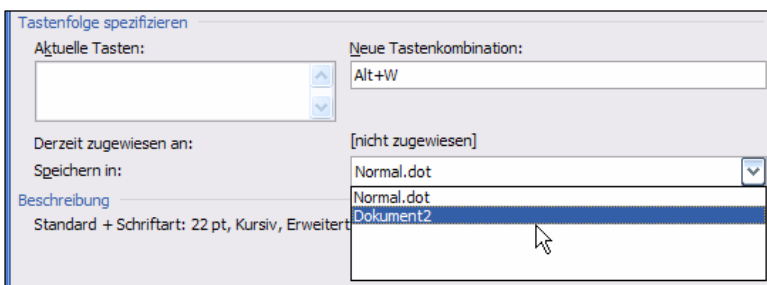 Tastenfolge spezifizieren
Aktuelle Tasten: Neue Tastenkombination:
Alt+W
Derzeit zugewiesen an: [nicht zugewiesen]
Speichern in: Normal.dot
Normal.dot
Beschreibung
Dokument2
Standard + Schriftart: 22 pt, Kursiv, Erweitert